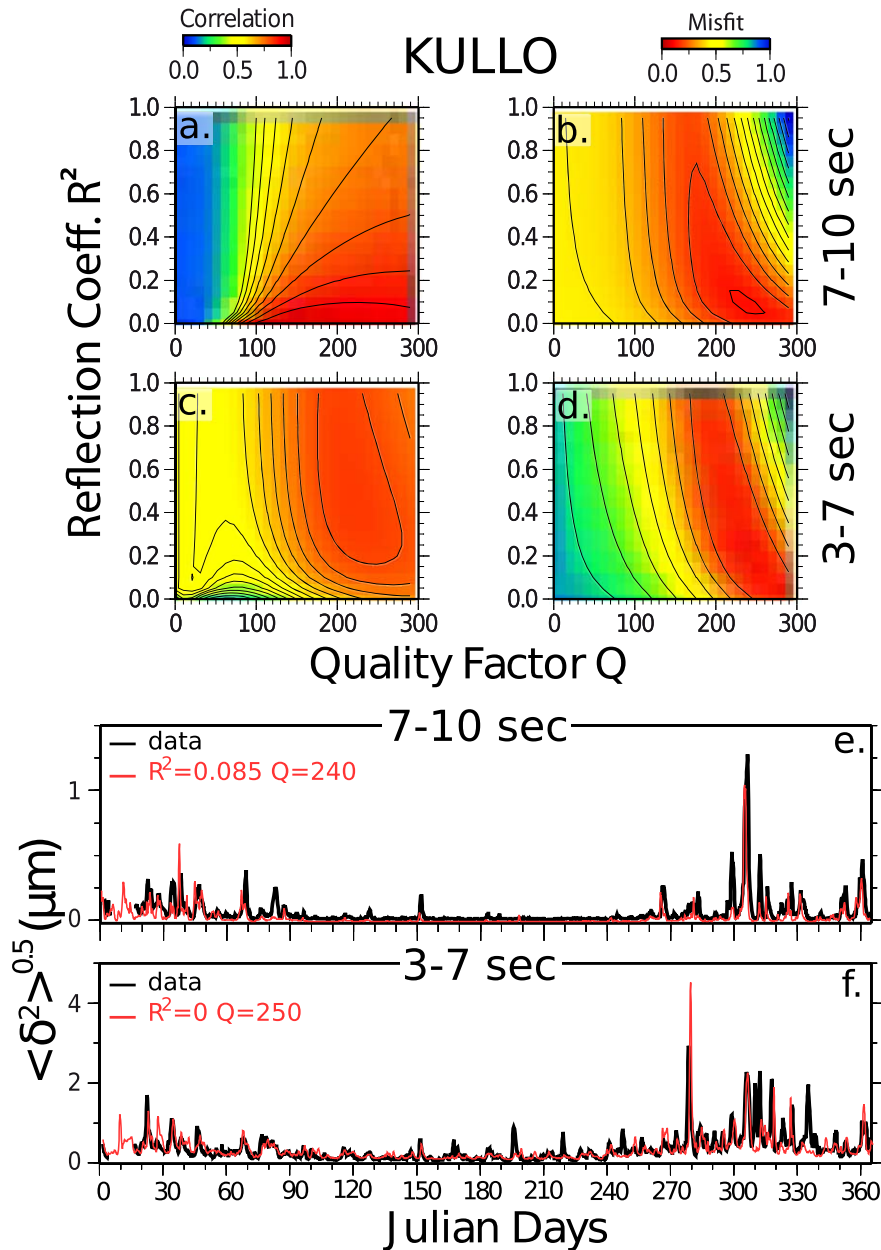 Correlation
0.0 0.5 1.0
KULLO
Misfit
0.0 0.5 1.0
Reflection Coeff. R²
a.
1.0
0.8
0.6
0.4
0.2
0.0
0 100 200 300
b.
1.0
0.8
0.6
0.4
0.2
0.0
0 100 200 300
7-10 sec
c.
1.0
0.8
0.6
0.4
0.2
0.0
0 100 200 300
d.
1.0
0.8
0.6
0.4
0.2
0.0
0 100 200 300
3-7 sec
Quality Factor Q
<δ²>⁰·⁵ (μm)
7-10 sec
data
R²=0.085 Q=240
e.
1
0
3-7 sec
data
R²=0 Q=250
f.
4
2
0
0 30 60 90 120 150 180 210 240 270 300 330 360
Julian Days